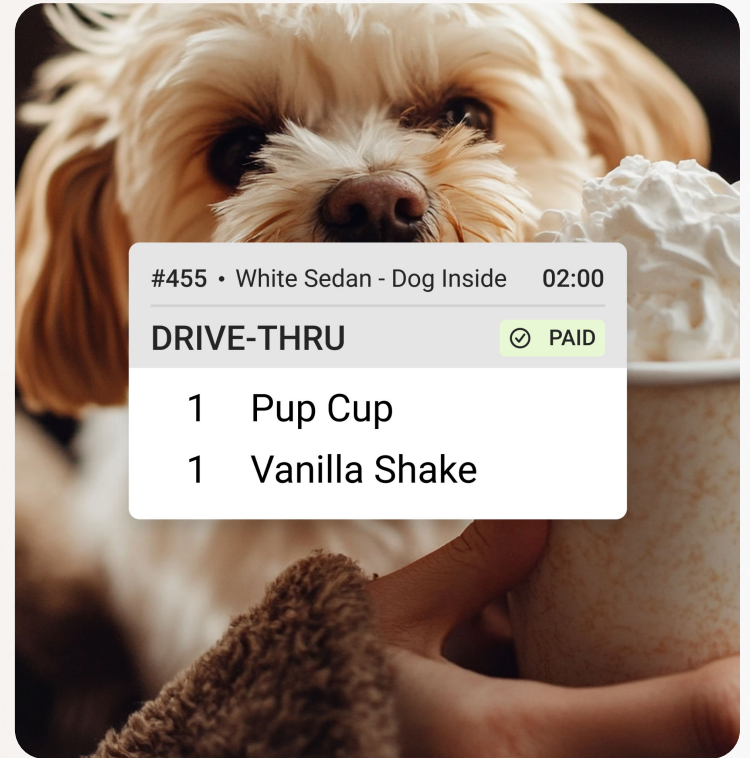 #455 • White Sedan - Dog Inside 02:00
DRIVE-THRU PAID
1 Pup Cup
1 Vanilla Shake